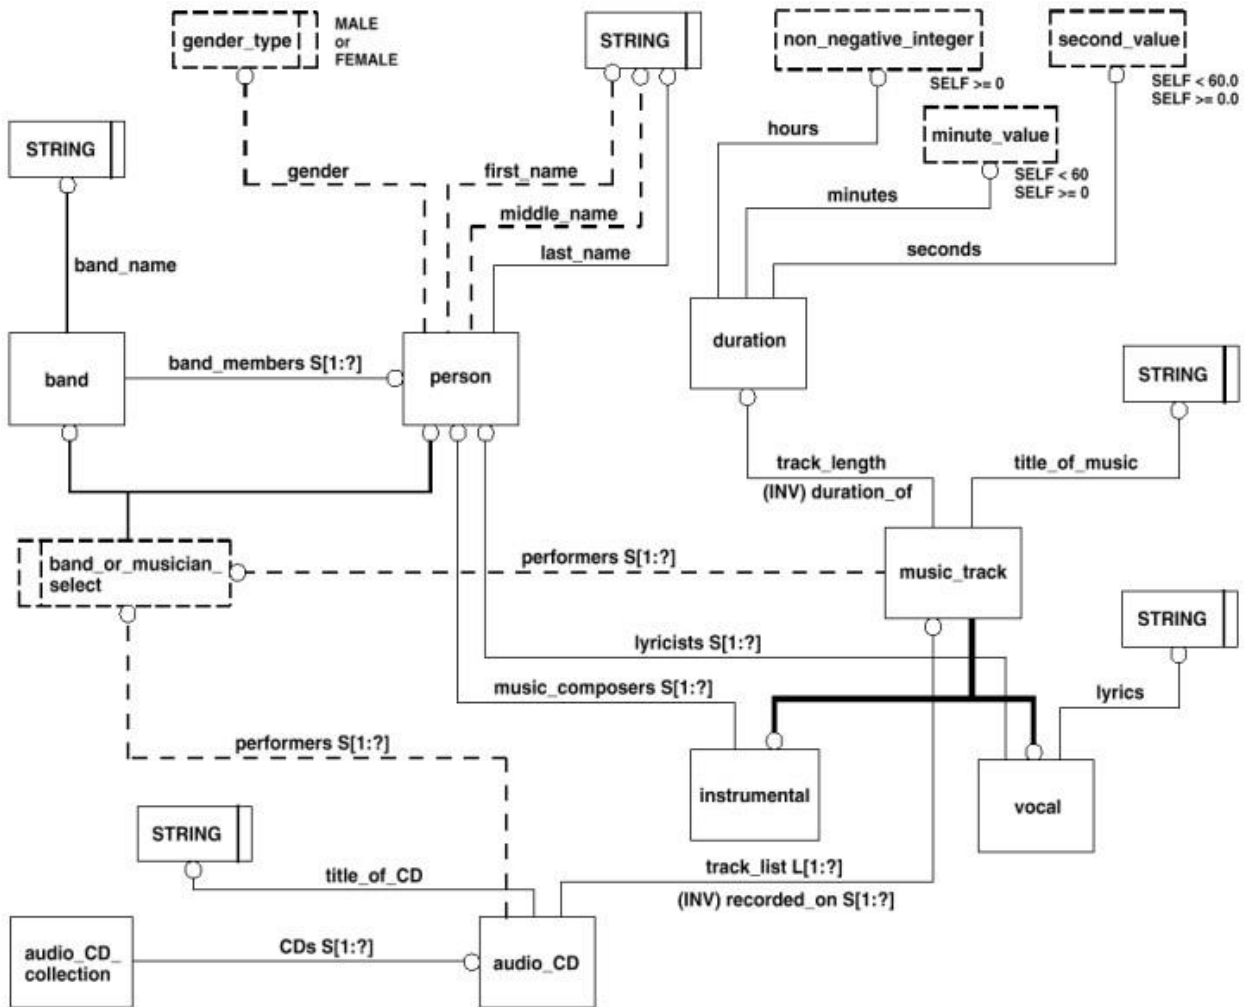 gender_type
MALE
or
FEMALE
STRING
non_negative_integer
SELF >= 0
second_value
SELF < 60.0
SELF >= 0.0
STRING
hours
minute_value
SELF < 60
SELF >= 0
gender
first_name
minutes
middle_name
last_name
seconds
band_name
band
band_members S[1:?]
person
duration
STRING
track_length
(INV) duration_of
title_of_music
band_or_musician_
select
performers S[1:?]
music_track
STRING
lyricists S[1:?]
music_composers S[1:?]
lyrics
performers S[1:?]
instrumental
vocal
STRING
title_of_CD
track_list L[1:?]
(INV) recorded_on S[1:?]
audio_CD_
collection
CDs S[1:?]
audio_CD